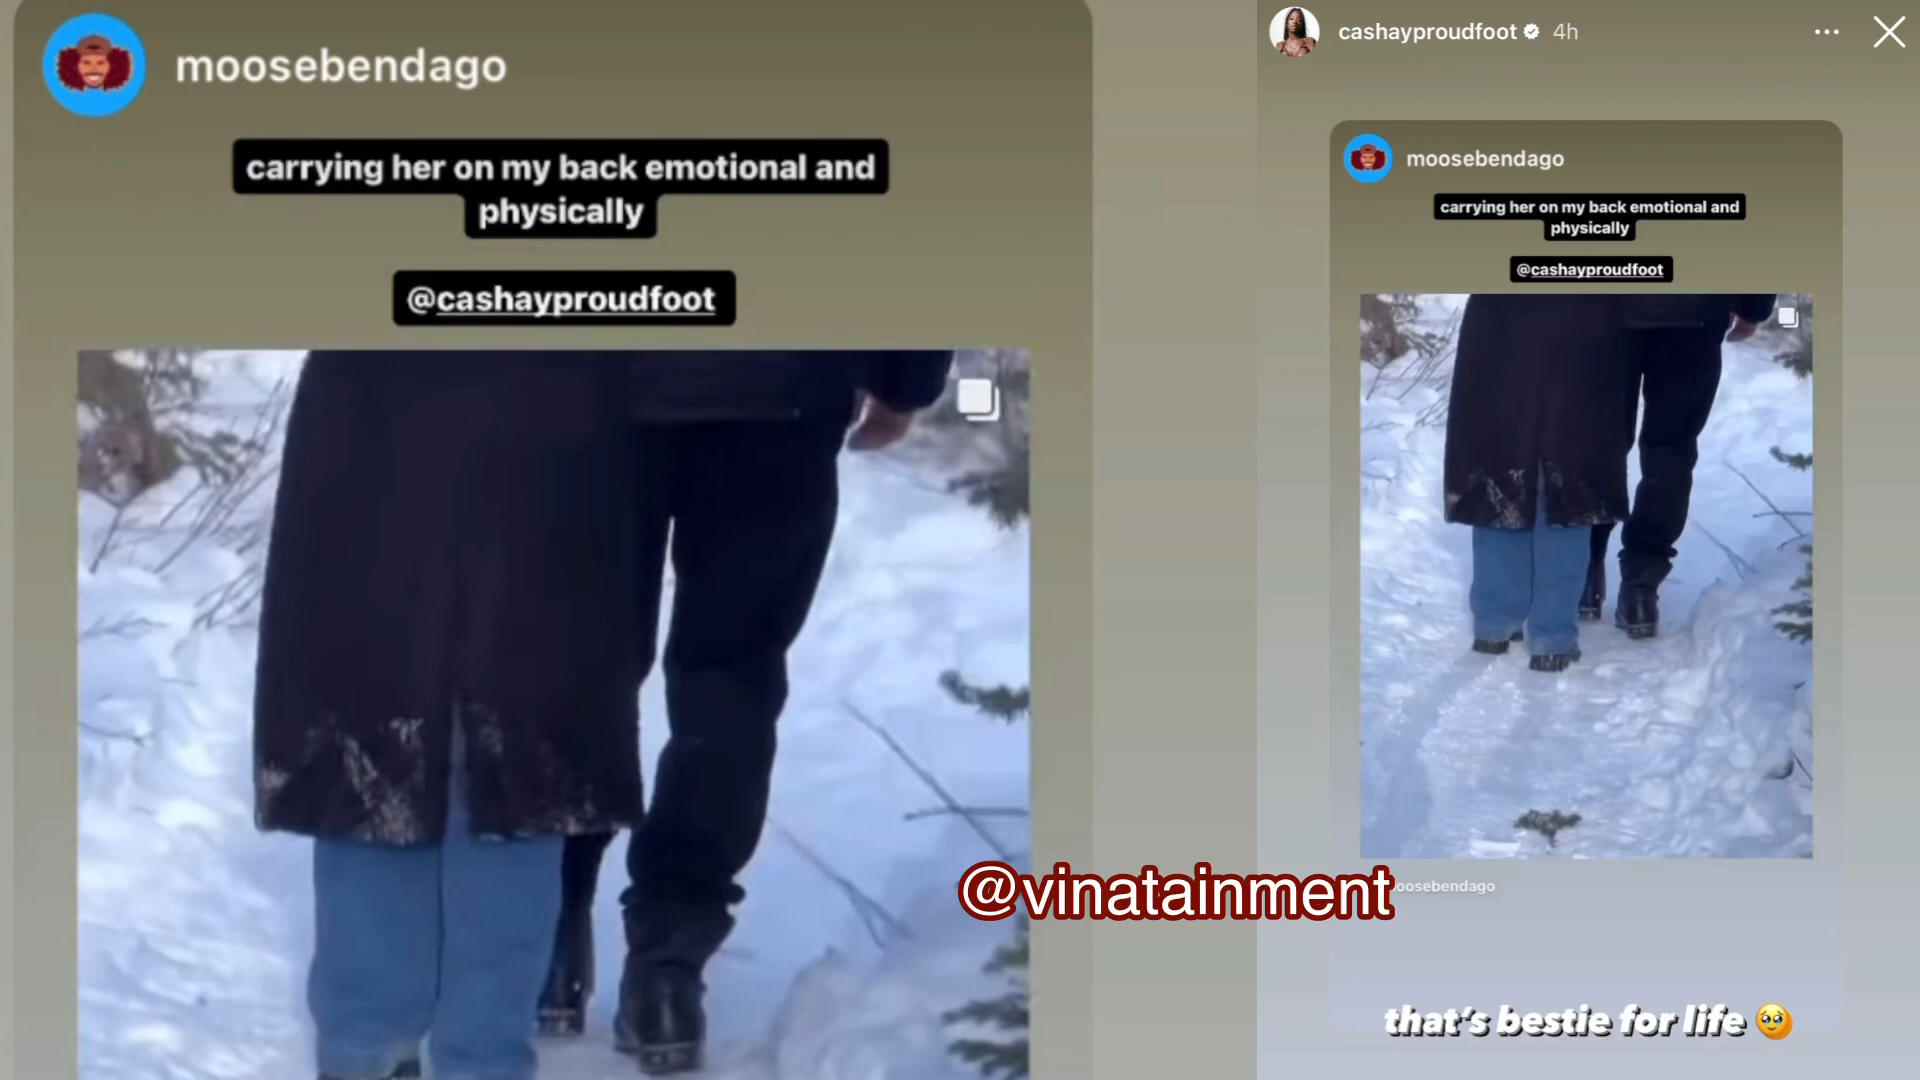 moosebendago
carrying her on my back emotional and
physically
@cashayproudfoot
cashayproudfoot 4h
moosebendago
carrying her on my back emotional and
physically
@cashayproudfoot
@vinatainment
oosebendago
that's bestie for life 🥹